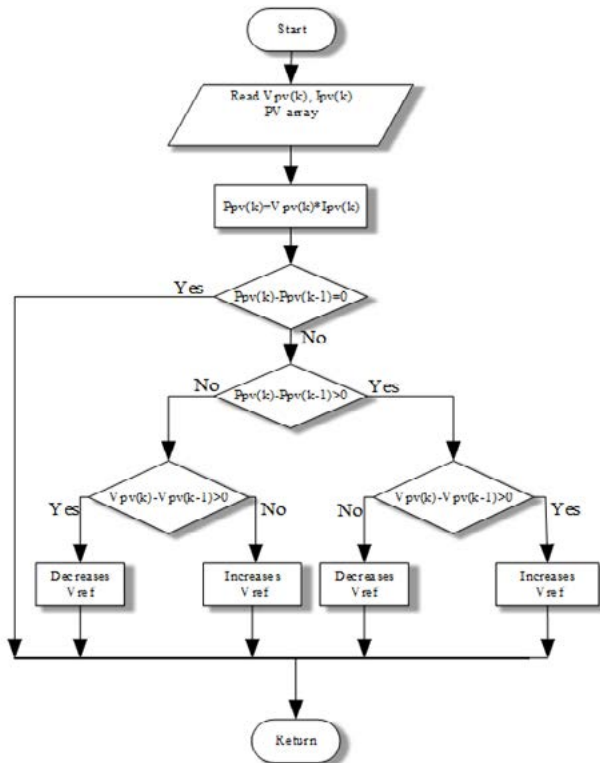 Start
Read Vpv(k), Ipv(k)
PV array
Ppv(k)=Vpv(k)*Ipv(k)
Yes
Ppv(k)-Ppv(k-1)=0
No
No
Ppv(k)-Ppv(k-1)>0
Yes
Vpv(k)-Vpv(k-1)>0
Vpv(k)-Vpv(k-1)>0
Yes
No
No
Yes
Decreases
Vref
Increases
Vref
Decreases
Vref
Increases
Vref
Return